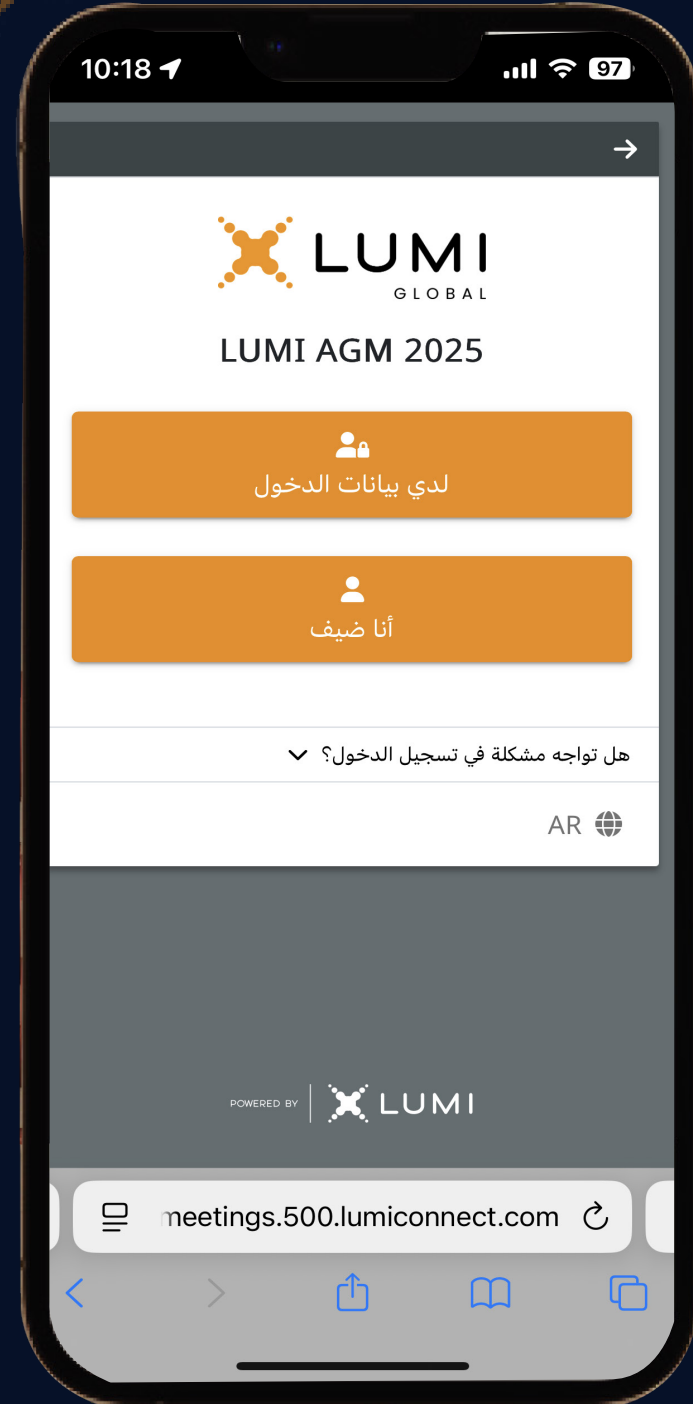 10:18
97
LUMI
GLOBAL
LUMI AGM 2025
لدي بيانات الدخول
أنا ضيف
هل تواجه مشكلة في تسجيل الدخول؟
AR
POWERED BY LUMI
meetings.500.lumiconnect.com